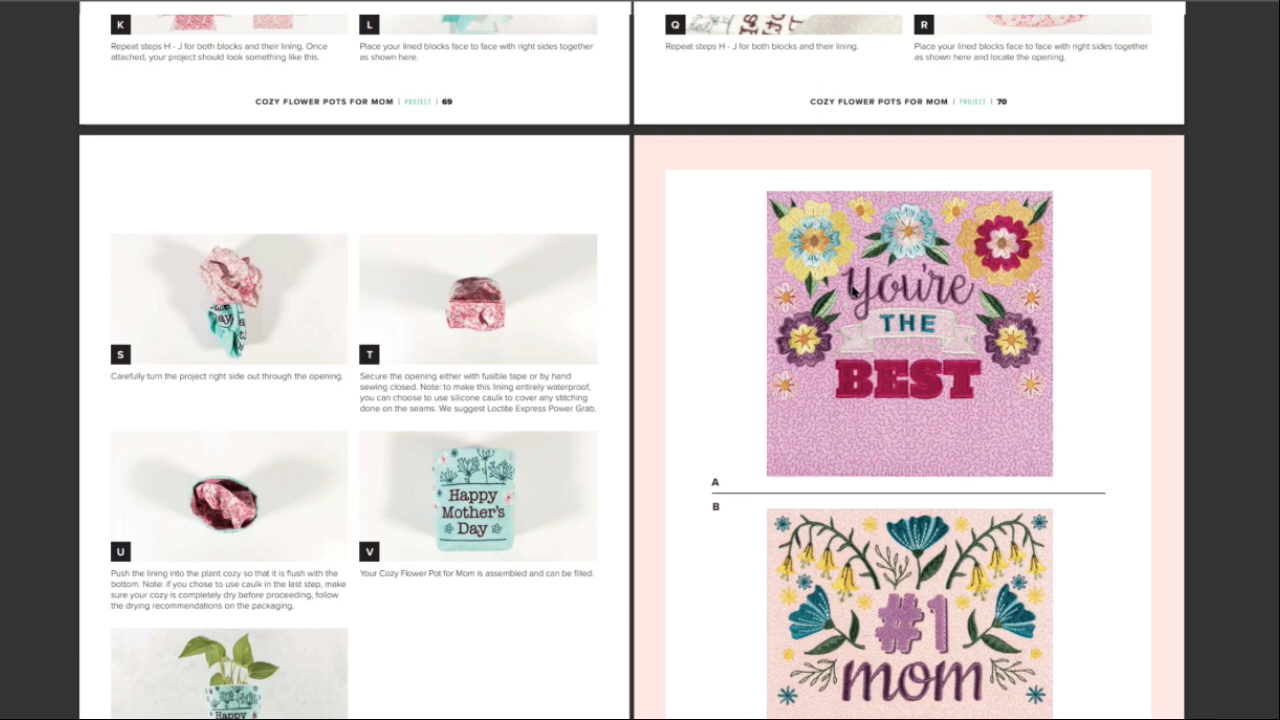 K
Repeat steps H - J for both blocks and their lining. Once
attached, your project should look something like this.
L
Place your lined blocks face to face with right sides together
as shown here.
COZY FLOWER POTS FOR MOM | PROJECT | 69
Q
Repeat steps H - J for both blocks and their lining.
R
Place your lined blocks face to face with right sides together
as shown here and locate the opening.
COZY FLOWER POTS FOR MOM | PROJECT | 70
S
Carefully turn the project right side out through the opening.
T
Secure the opening either with fusible tape or by hand
sewing closed. Note: to make this lining entirely waterproof,
you can choose to use silicone caulk to cover any stitching
done on the seams. We suggest Loctite Express Power Grab.
U
Push the lining into the plant cozy so that it is flush with the
bottom. Note: if you chose to use caulk in the last step, make
sure your cozy is completely dry before proceeding, follow
the drying recommendations on the packaging.
Happy
Mother's
Day
V
Your Cozy Flower Pot for Mom is assembled and can be filled.
Happy
You're
THE
BEST
A
B
#1
mom